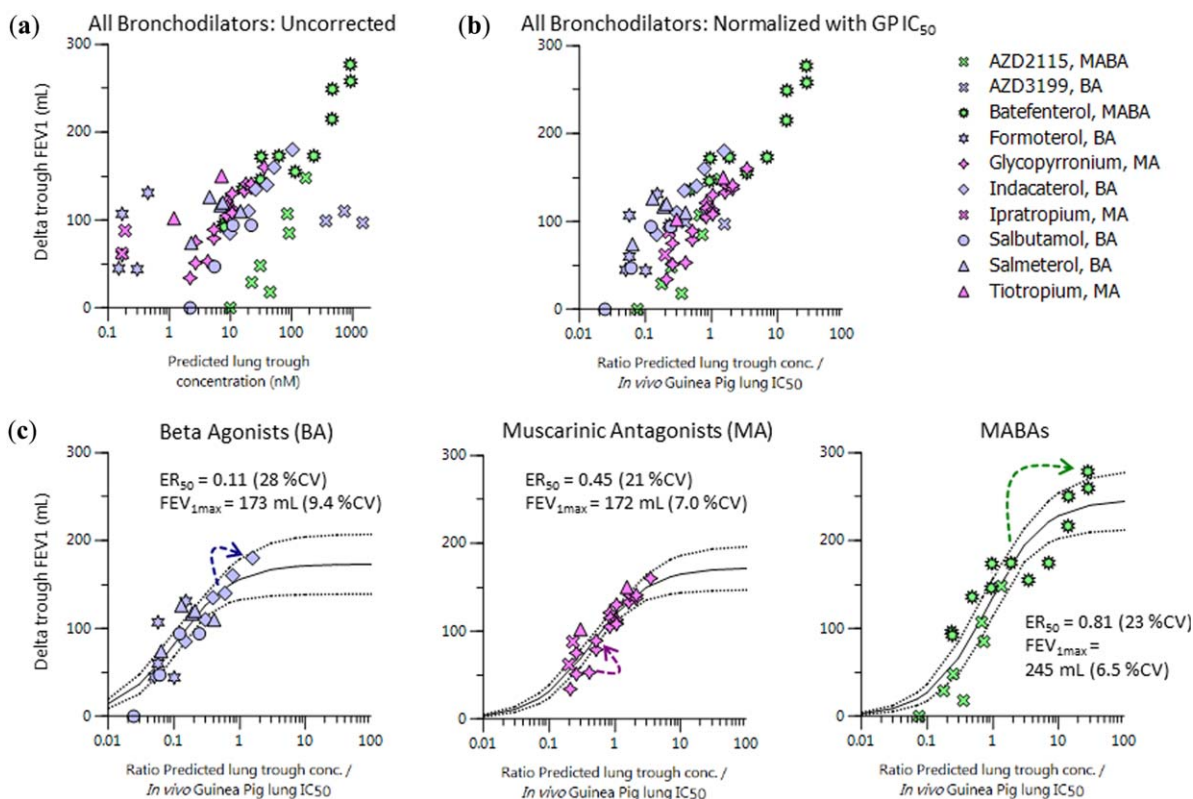 (a)
All Bronchodilators: Uncorrected
300
200
100
0
0.1
1
10
100
1000
Delta trough FEV1 (mL)
Predicted lung trough
concentration (nM)
(b)
All Bronchodilators: Normalized with GP IC50
300
200
100
0
0.01
0.1
1
10
100
Ratio Predicted lung trough conc. /
In vivo Guinea Pig lung IC50
AZD2115, MABA
AZD3199, BA
Batefenterol, MABA
Formoterol, BA
Glycopyrronium, MA
Indacaterol, BA
Ipratropium, MA
Salbutamol, BA
Salmeterol, BA
Tiotropium, MA
(c)
Beta Agonists (BA)
ER50 = 0.11 (28 %CV)
FEV1max = 173 mL (9.4 %CV)
300
200
100
0
0.01
0.1
1
10
100
Delta trough FEV1 (mL)
Ratio Predicted lung trough conc. /
In vivo Guinea Pig lung IC50
Muscarinic Antagonists (MA)
ER50 = 0.45 (21 %CV)
FEV1max = 172 mL (7.0 %CV)
300
200
100
0
0.01
0.1
1
10
100
Ratio Predicted lung trough conc. /
In vivo Guinea Pig lung IC50
MABAs
300
200
100
0
ER50 = 0.81 (23 %CV)
FEV1max =
245 mL (6.5 %CV)
0.01
0.1
1
10
100
Ratio Predicted lung trough conc. /
In vivo Guinea Pig lung IC50